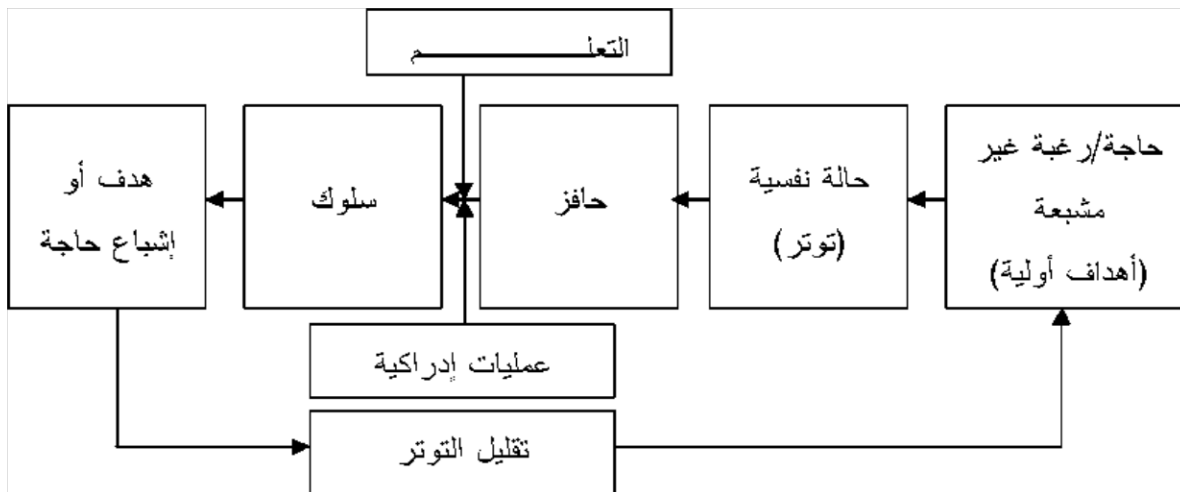 التعلـــــــــــم
حاجة/رغبة غير
مشبعة
(أهداف أولية)
حالة نفسية
(توتر)
حافز
سلوك
هدف أو
إشباع حاجة
عمليات إدراكية
تقليل التوتر